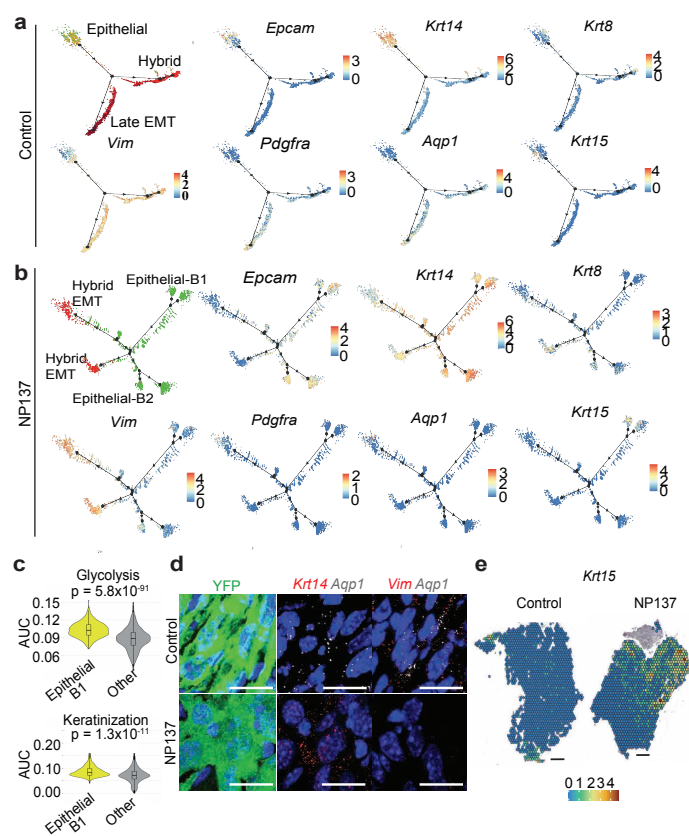 a
Control
Epithelial
Hybrid
Late EMT
Epcam
3
0
Krt14
6
2
0
Krt8
4
2
0
Vim
4
2
0
Pdgfra
3
0
Aqp1
4
0
Krt15
4
0
b
NP137
Hybrid
EMT
Epithelial-B1
Hybrid
EMT
Epithelial-B2
Epcam
4
2
0
Krt14
6
4
2
0
Krt8
3
2
1
0
Vim
4
2
0
Pdgfra
2
1
0
Aqp1
3
2
0
Krt15
4
2
0
c
Glycolysis
p = 5.8x10-91
AUC
0.15
0.12
0.09
0.06
Epithelial
B1
Other
Keratinization
p = 1.3x10-11
AUC
0.20
0.10
0.00
Epithelial
B1
Other
d
YFP
Krt14 Aqp1
Vim Aqp1
Control
NP137
e
Krt15
Control
NP137
0 1 2 3 4